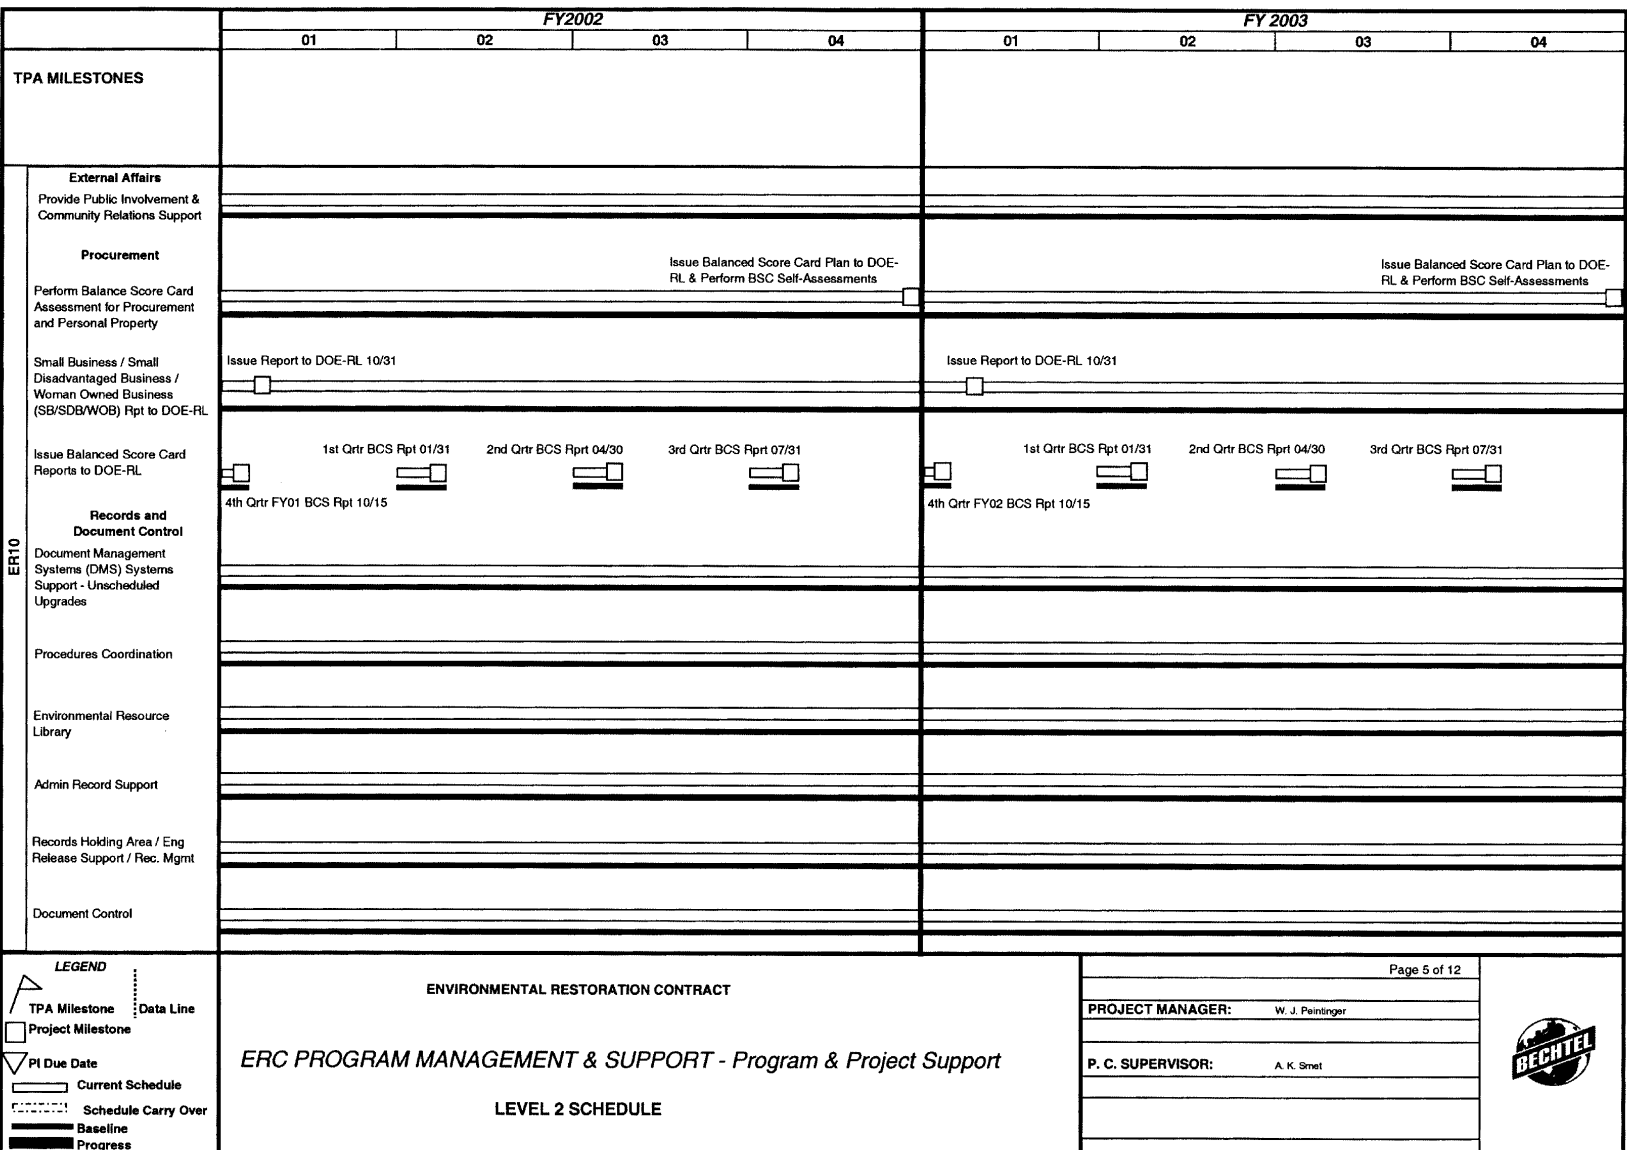 FY2002
FY 2003
01 02 03 04 01 02 03 04
TPA MILESTONES
ER10
External Affairs
Provide Public Involvement &
Community Relations Support
Procurement
Issue Balanced Score Card Plan to DOE-
RL & Perform BSC Self-Assessments
Issue Balanced Score Card Plan to DOE-
RL & Perform BSC Self-Assessments
Perform Balance Score Card
Assessment for Procurement
and Personal Property
Small Business / Small
Disadvantaged Business /
Woman Owned Business
(SB/SDB/WOB) Rpt to DOE-RL
Issue Report to DOE-RL 10/31
Issue Report to DOE-RL 10/31
Issue Balanced Score Card
Reports to DOE-RL
1st Qrtr BCS Rpt 01/31
2nd Qrtr BCS Rprt 04/30
3rd Qrt BCS Rprt 07/31
1st Qrtr BCS Rpt 01/31
2nd Qrtr BCS Rprt 04/30
3rd Qrt BCS Rprt 07/31
4th Qrtr FY01 BCS Rpt 10/15
4th Qrtr FY02 BCS Rpt 10/15
Records and
Document Control
Document Management
Systems (DMS) Systems
Support - Unscheduled
Upgrades
Procedures Coordination
Environmental Resource
Library
Admin Record Support
Records Holding Area / Eng
Release Support / Rec. Mgmt
Document Control
LEGEND
TPA Milestone Data Line
Project Milestone
PI Due Date
Current Schedule
Schedule Carry Over
Baseline
Progress
ENVIRONMENTAL RESTORATION CONTRACT
ERC PROGRAM MANAGEMENT & SUPPORT - Program & Project Support
LEVEL 2 SCHEDULE
Page 5 of 12
PROJECT MANAGER: W. J. Peintinger
P. C. SUPERVISOR: A. K. Smet
BECHTEL